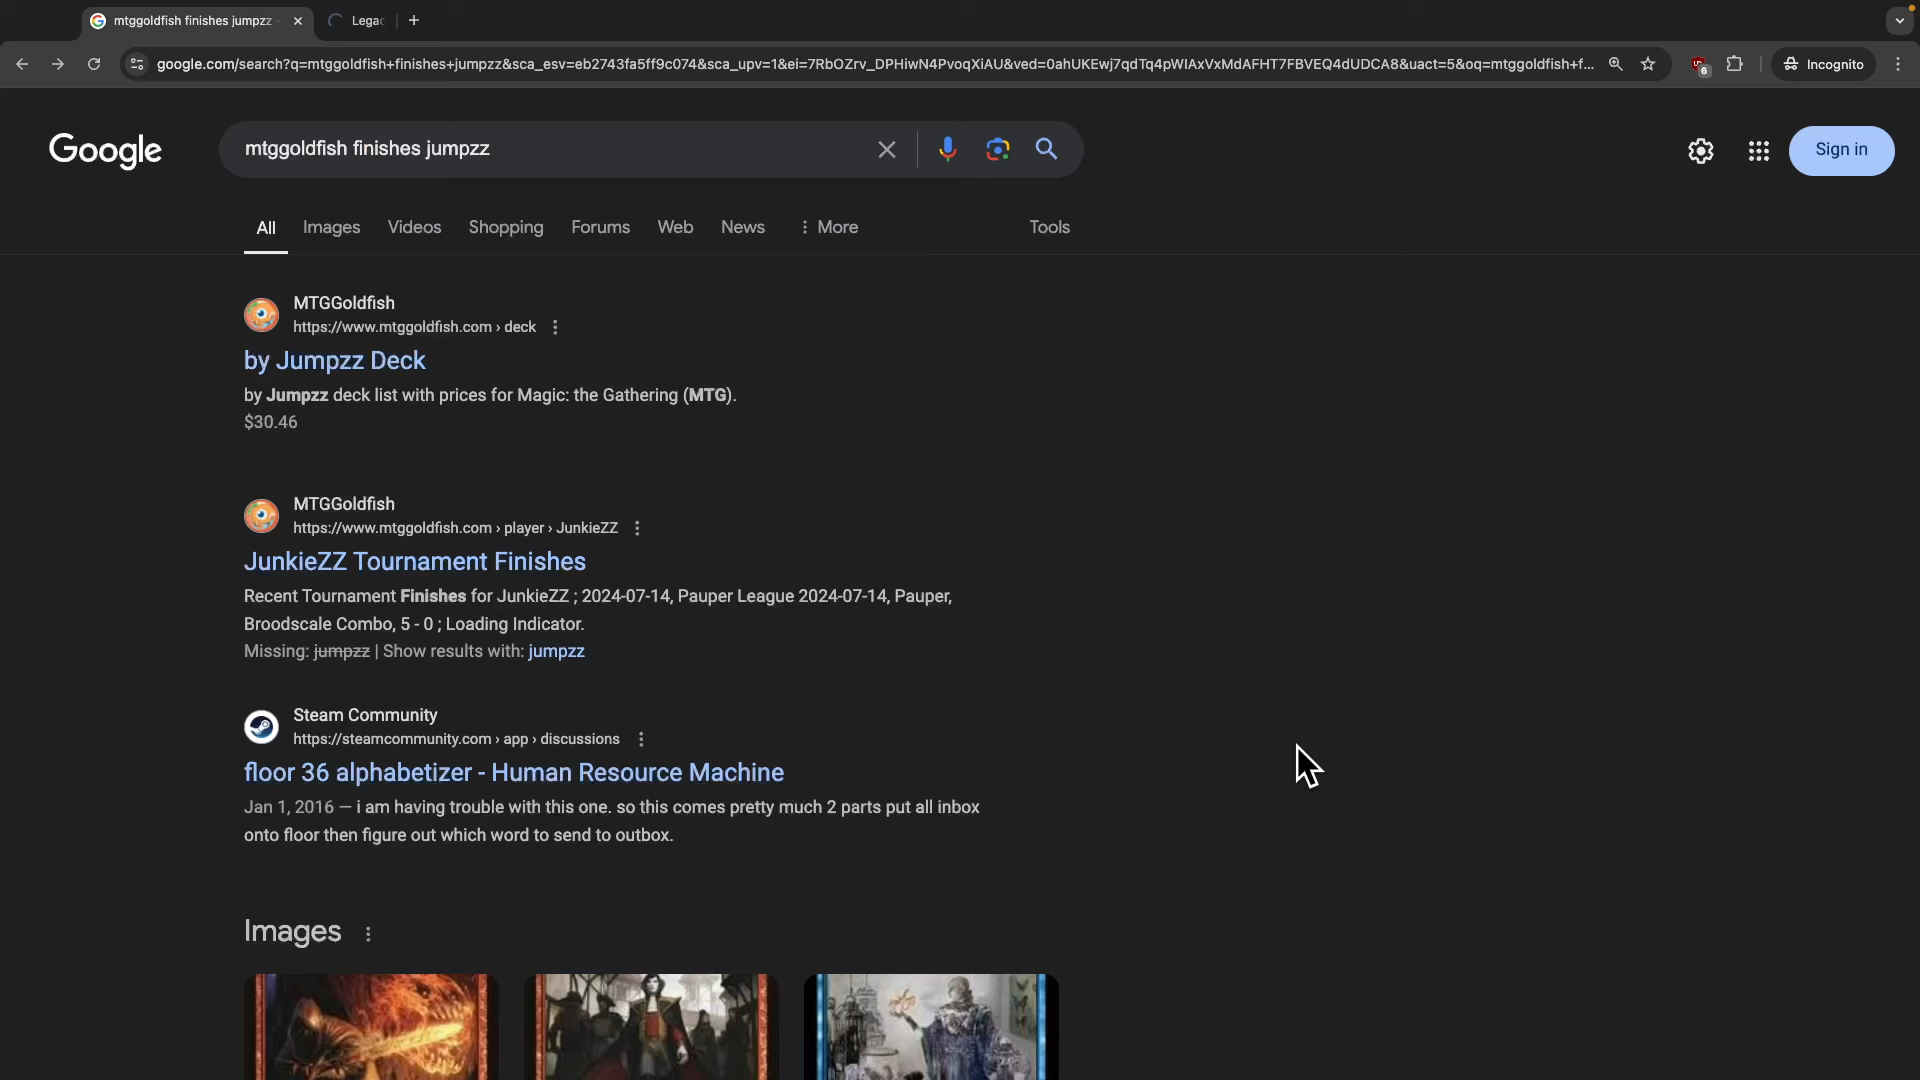 mtggoldfish finishes jumpzz
Legac
google.com/search?q=mtggoldfish+finishes+jumpzz&sca_esv=eb2743fa5ff9c074&sca_upv=1&ei=7RbOZrv_DPHiwN4PvoqXiAU&ved=0ahUKEwj7qdTq4pWIAxVxMdAFHT7FBVEQ4dUDCA8&uact=5&oq=mtggoldfish+f...
6
Incognito
Google
mtggoldfish finishes jumpzz
Sign in
All Images Videos Shopping Forums Web News More Tools
MTGGoldfish
https://www.mtggoldfish.com › deck
by Jumpzz Deck
by Jumpzz deck list with prices for Magic: the Gathering (MTG).
$30.46
MTGGoldfish
https://www.mtggoldfish.com › player › JunkieZZ
JunkieZZ Tournament Finishes
Recent Tournament Finishes for JunkieZZ ; 2024-07-14, Pauper League 2024-07-14, Pauper,
Broodscale Combo, 5 - 0 ; Loading Indicator.
Missing: jumpzz | Show results with: jumpzz
Steam Community
https://steamcommunity.com › app › discussions
floor 36 alphabetizer - Human Resource Machine
Jan 1, 2016 — i am having trouble with this one. so this comes pretty much 2 parts put all inbox
onto floor then figure out which word to send to outbox.
Images